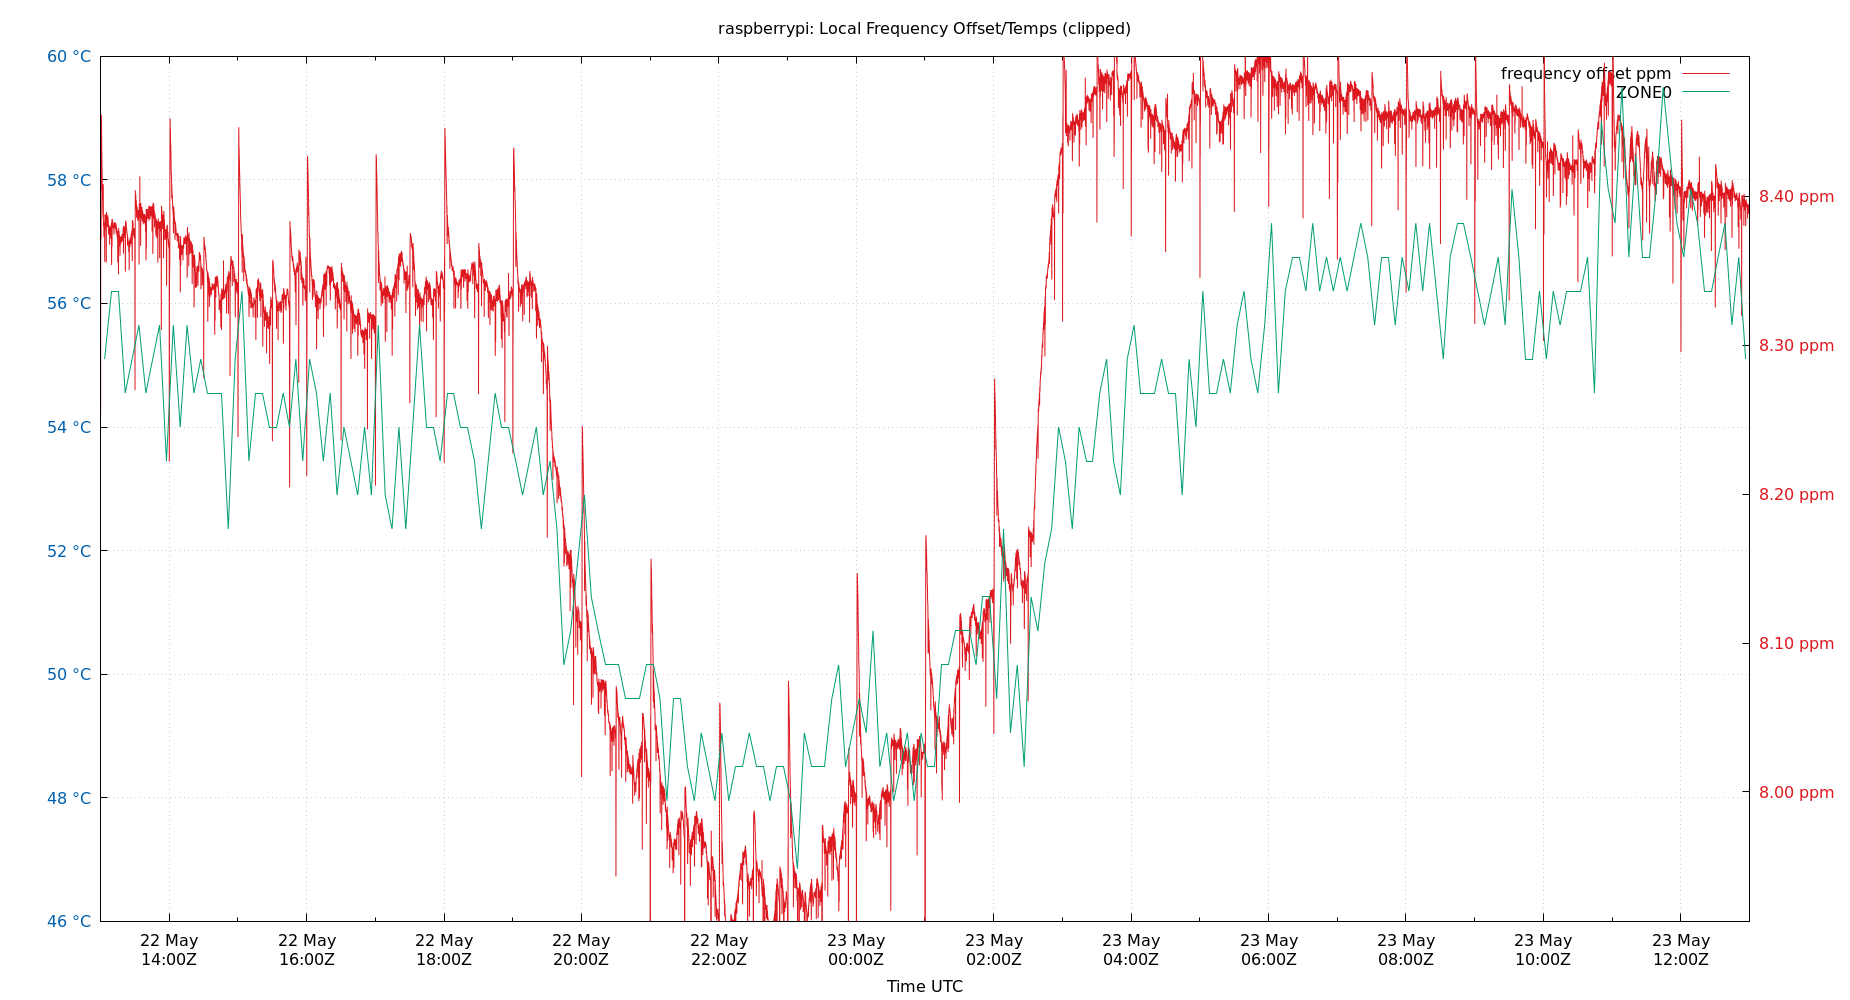 raspberrypi: Local Frequency Offset/Temps (clipped)
60 °C
58 °C
56 °C
54 °C
52 °C
50 °C
48 °C
46 °C
frequency offset ppm
ZONE0
8.40 ppm
8.30 ppm
8.20 ppm
8.10 ppm
8.00 ppm
22 May 22 May 22 May 22 May 22 May 23 May 23 May 23 May 23 May 23 May 23 May 23 May
14:00Z 16:00Z 18:00Z 20:00Z 22:00Z 00:00Z 02:00Z 04:00Z 06:00Z 08:00Z 10:00Z 12:00Z
Time UTC